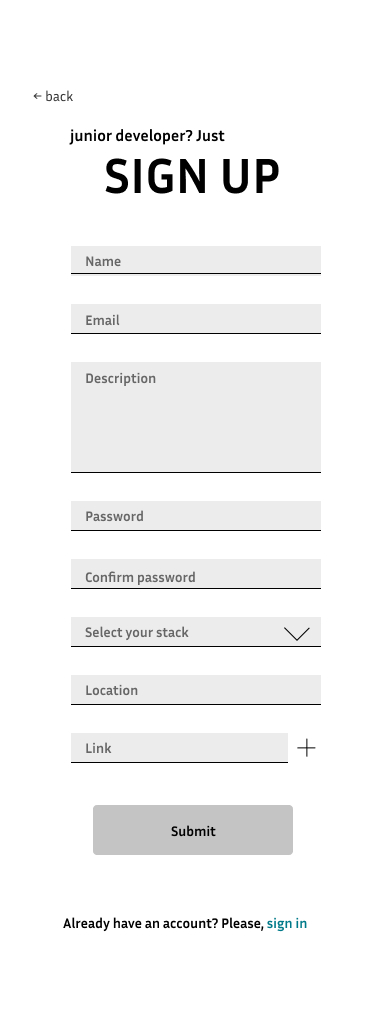 ← back
junior developer? Just
SIGN UP
Name
Email
Description
Password
Confirm password
Select your stack
Location
Link
Submit
Already have an account? Please, sign in